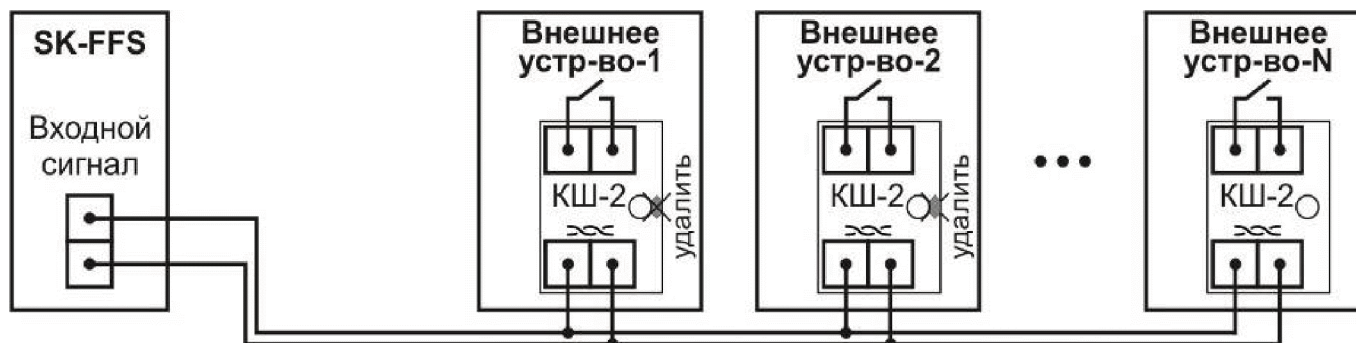 SK-FFS
Входной
сигнал
Внешнее
устр-во-1
КШ-2
удалить
Внешнее
устр-во-2
КШ-2
удалить
Внешнее
устр-во-N
КШ-2